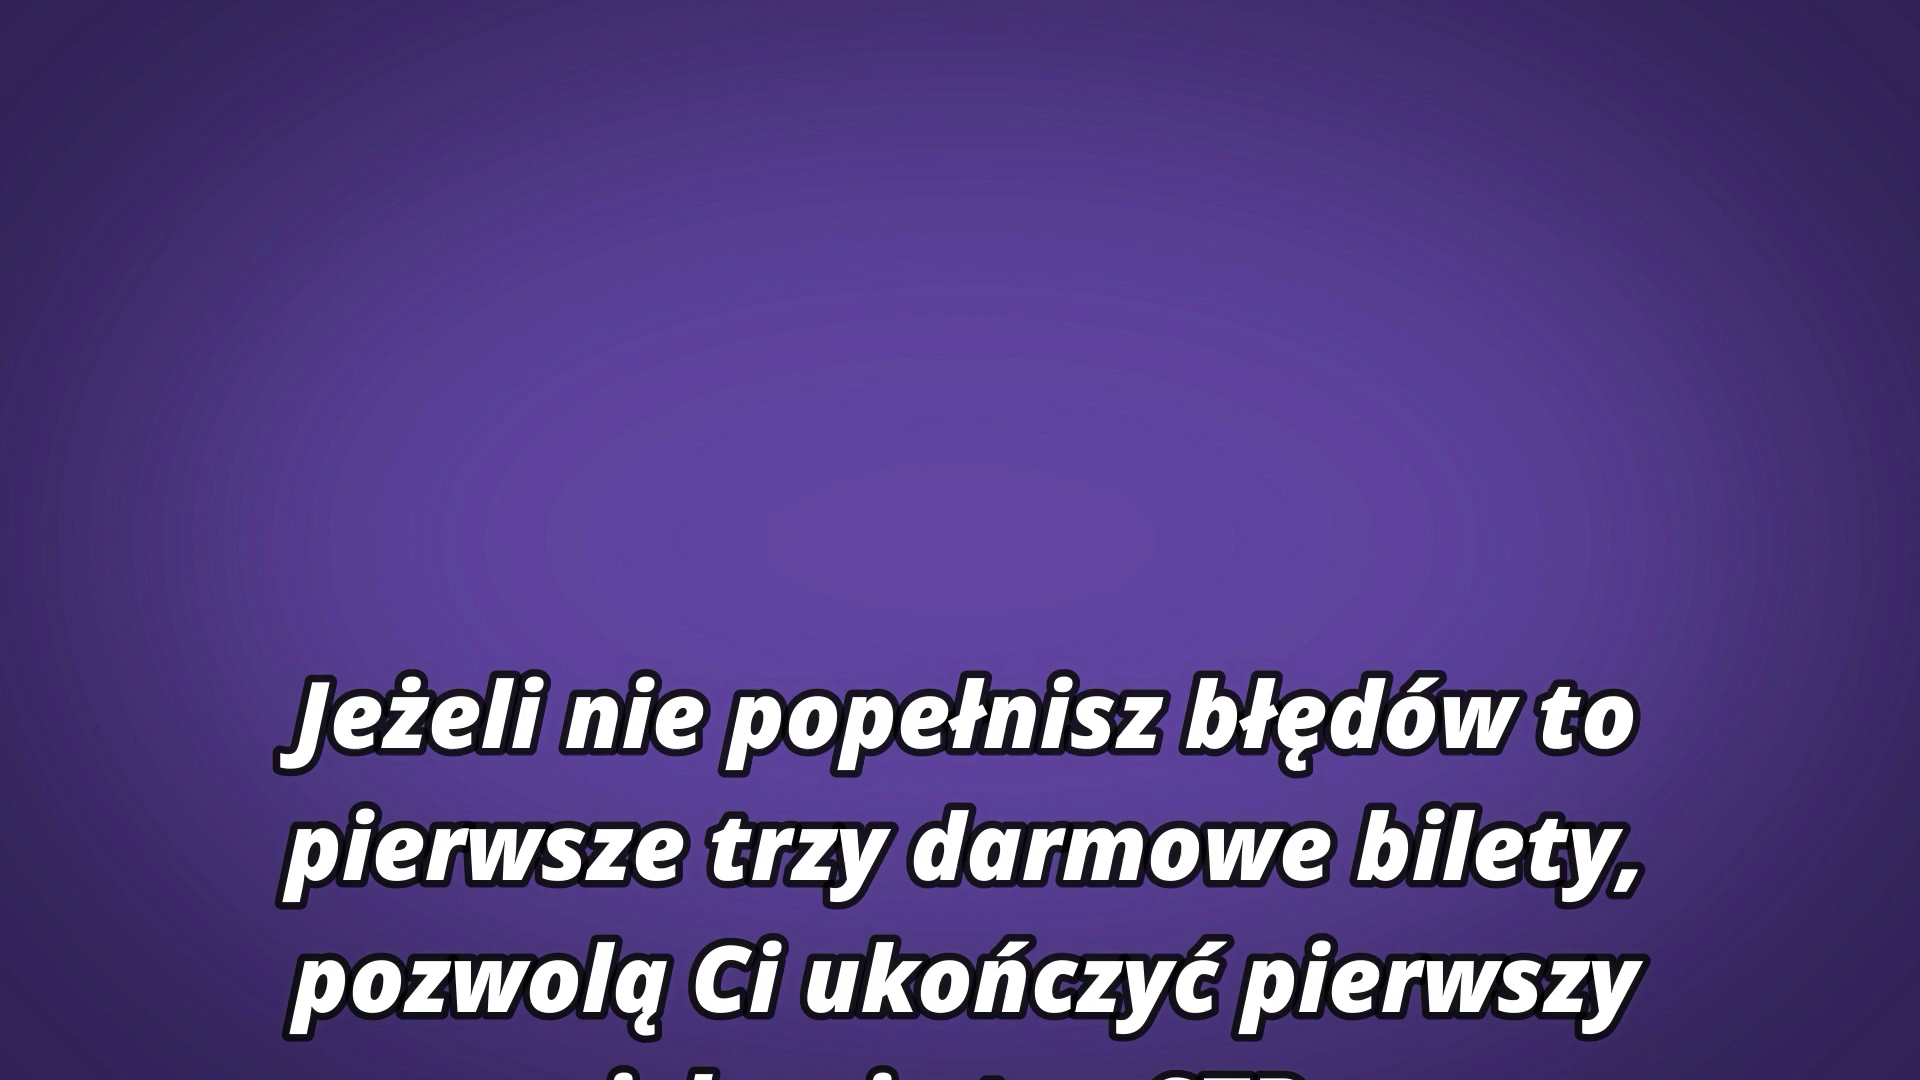 Jeżeli nie popełnisz błędów to
pierwsze trzy darmowe bilety,
pozwolą Ci ukończyć pierwszy